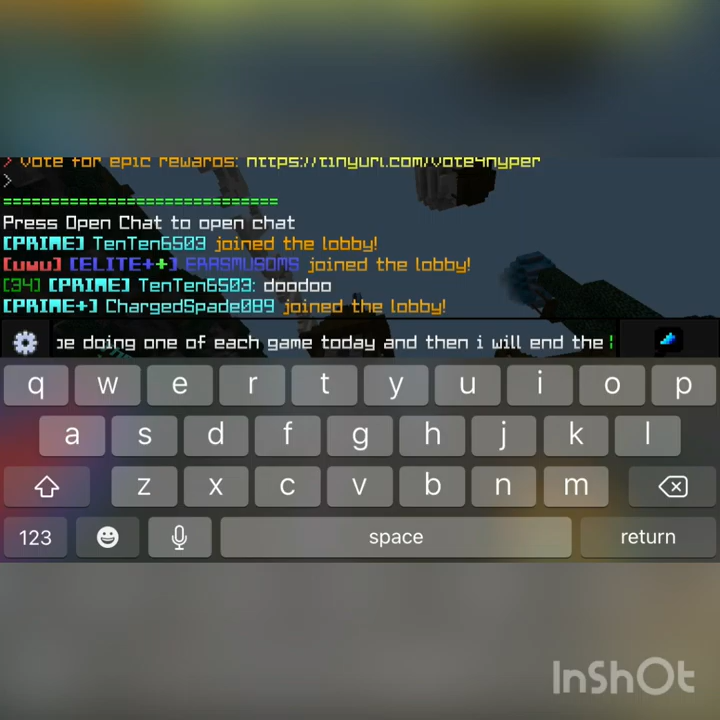 > Vote for epic rewards: https://tinyurl.com/vote4hyper
>
=============================
Press Open Chat to open chat
[PRIME] TenTen6503 joined the lobby!
[uwu] [ELITE++] ERASMUSOMS joined the lobby!
[34] [PRIME] TenTen6503: doodoo
[PRIME+] ChargedSpade089 joined the lobby!
be doing one of each game today and then i will end the
q w e r t y u i o p
a s d f g h j k l
z x c v b n m
123 space return
InShOt